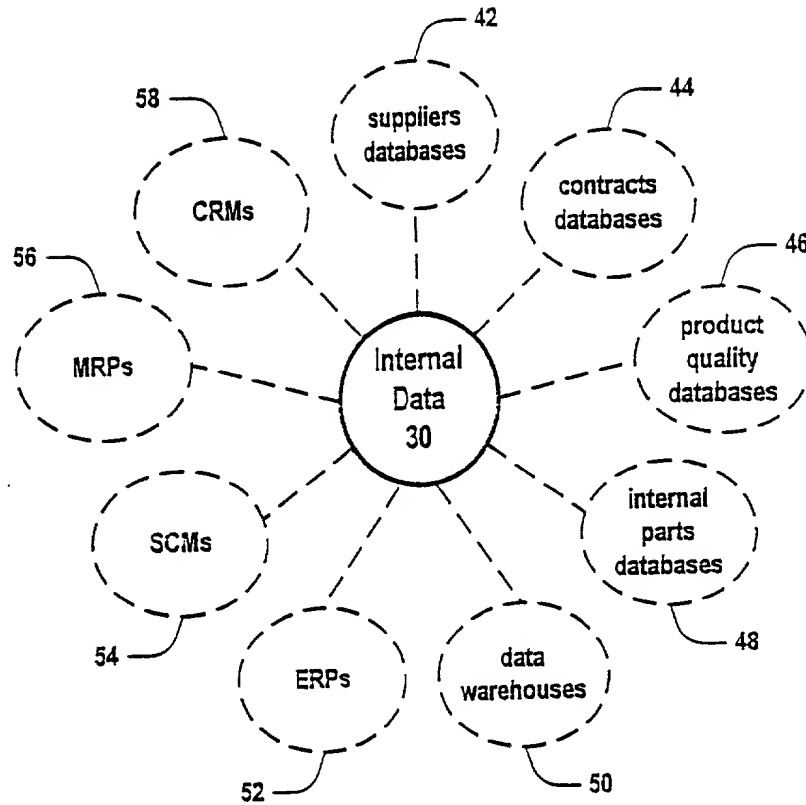 42
suppliers
databases
44
contracts
databases
46
product
quality
databases
internal
parts
databases
48
data
warehouses
50
ERPs
52
SCMs
54
56
MRPs
58
CRMs
Internal
Data
30